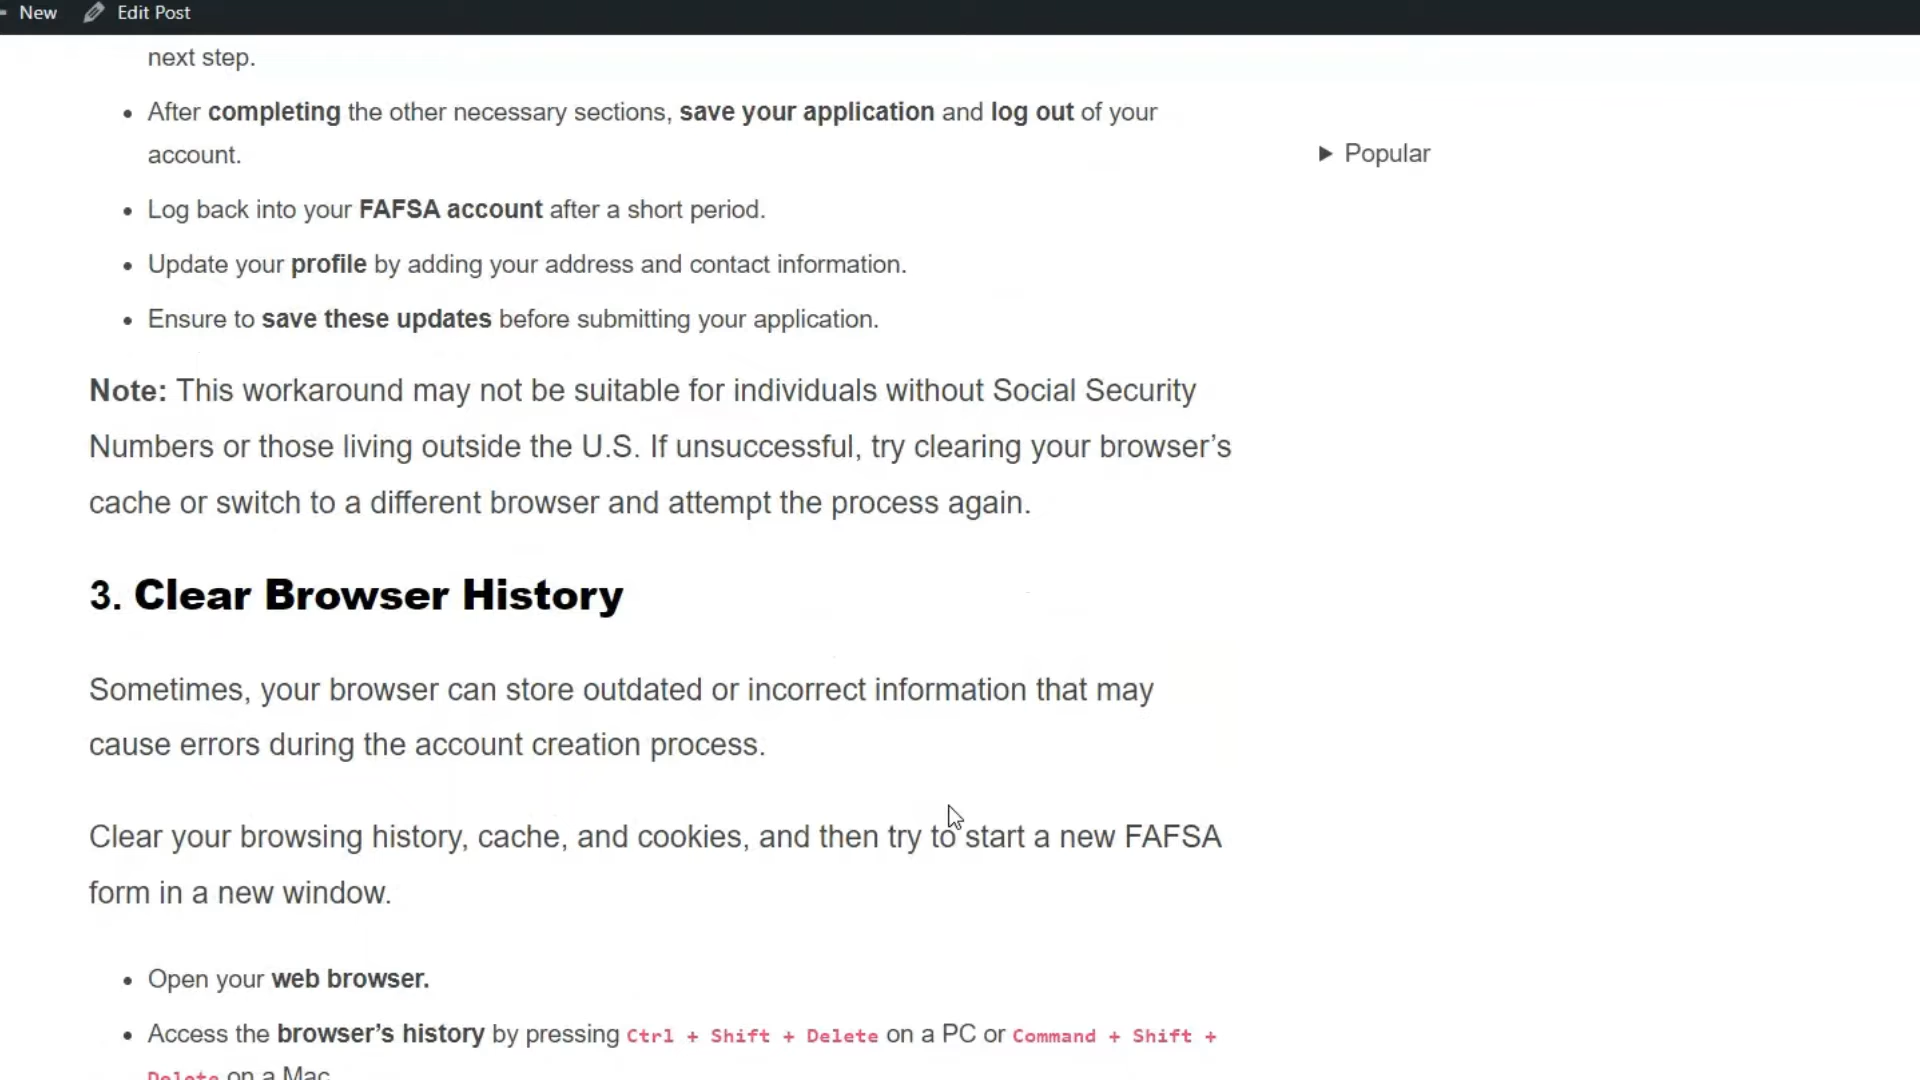 New Edit Post
next step.
• After completing the other necessary sections, save your application and log out of your
account.
▶ Popular
• Log back into your FAFSA account after a short period.
• Update your profile by adding your address and contact information.
• Ensure to save these updates before submitting your application.
Note: This workaround may not be suitable for individuals without Social Security
Numbers or those living outside the U.S. If unsuccessful, try clearing your browser’s
cache or switch to a different browser and attempt the process again.
3. Clear Browser History
Sometimes, your browser can store outdated or incorrect information that may
cause errors during the account creation process.
Clear your browsing history, cache, and cookies, and then try to start a new FAFSA
form in a new window.
• Open your web browser.
• Access the browser’s history by pressing Ctrl + Shift + Delete on a PC or Command + Shift +
Delete on a Mac